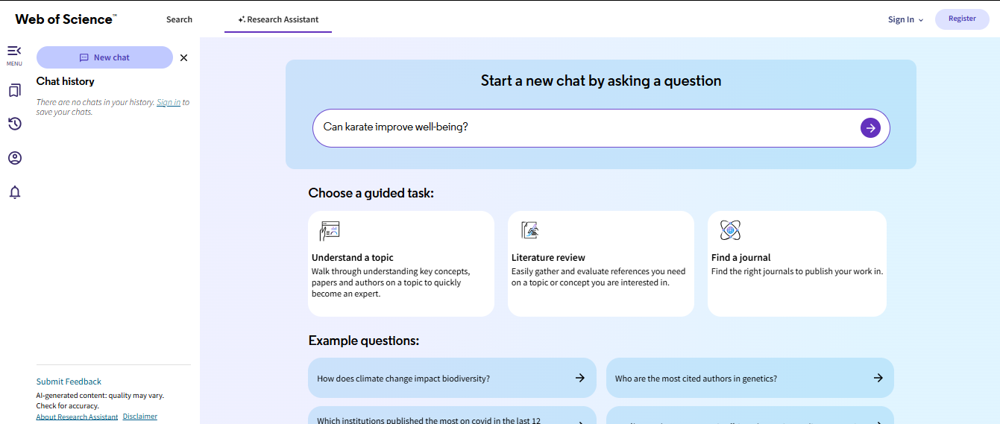 Web of Science™
Search
Research Assistant
Sign In
Register
MENU
New chat
Chat history
There are no chats in your history. Sign in to
save your chats.
Start a new chat by asking a question
Can karate improve well-being?
Choose a guided task:
Understand a topic
Walk through understanding key concepts,
papers and authors on a topic to quickly
become an expert.
Literature review
Easily gather and evaluate references you need
on a topic or concept you are interested in.
Find a journal
Find the right journals to publish your work in.
Example questions:
How does climate change impact biodiversity?
Who are the most cited authors in genetics?
Which institutions published the most on covid in the last 12
Submit Feedback
AI-generated content: quality may vary.
Check for accuracy.
About Research Assistant Disclaimer